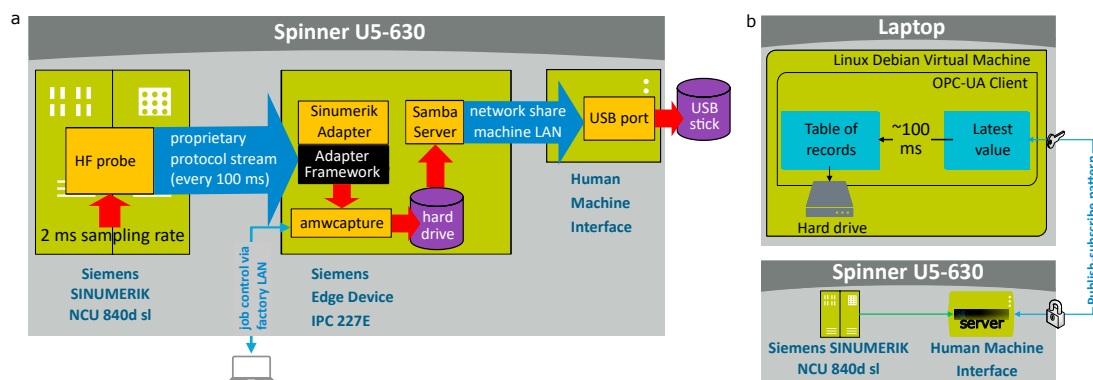 a
Spinner U5-630
HF probe
2 ms sampling rate
proprietary
protocol stream
(every 100 ms)
Sinumerik
Adapter
Adapter
Framework
amwcapture
Samba
Server
hard
drive
network share
machine LAN
USB port
USB
stick
Siemens
SINUMERIK
NCU 840d sl
job control via
factory LAN
Siemens
Edge Device
IPC 227E
Human
Machine
Interface
b
Laptop
Linux Debian Virtual Machine
OPC-UA Client
Table of
records
~100
ms
Latest
value
Hard drive
Publish-subscribe pattern
Spinner U5-630
server
Siemens SINUMERIK
NCU 840d sl
Human Machine
Interface